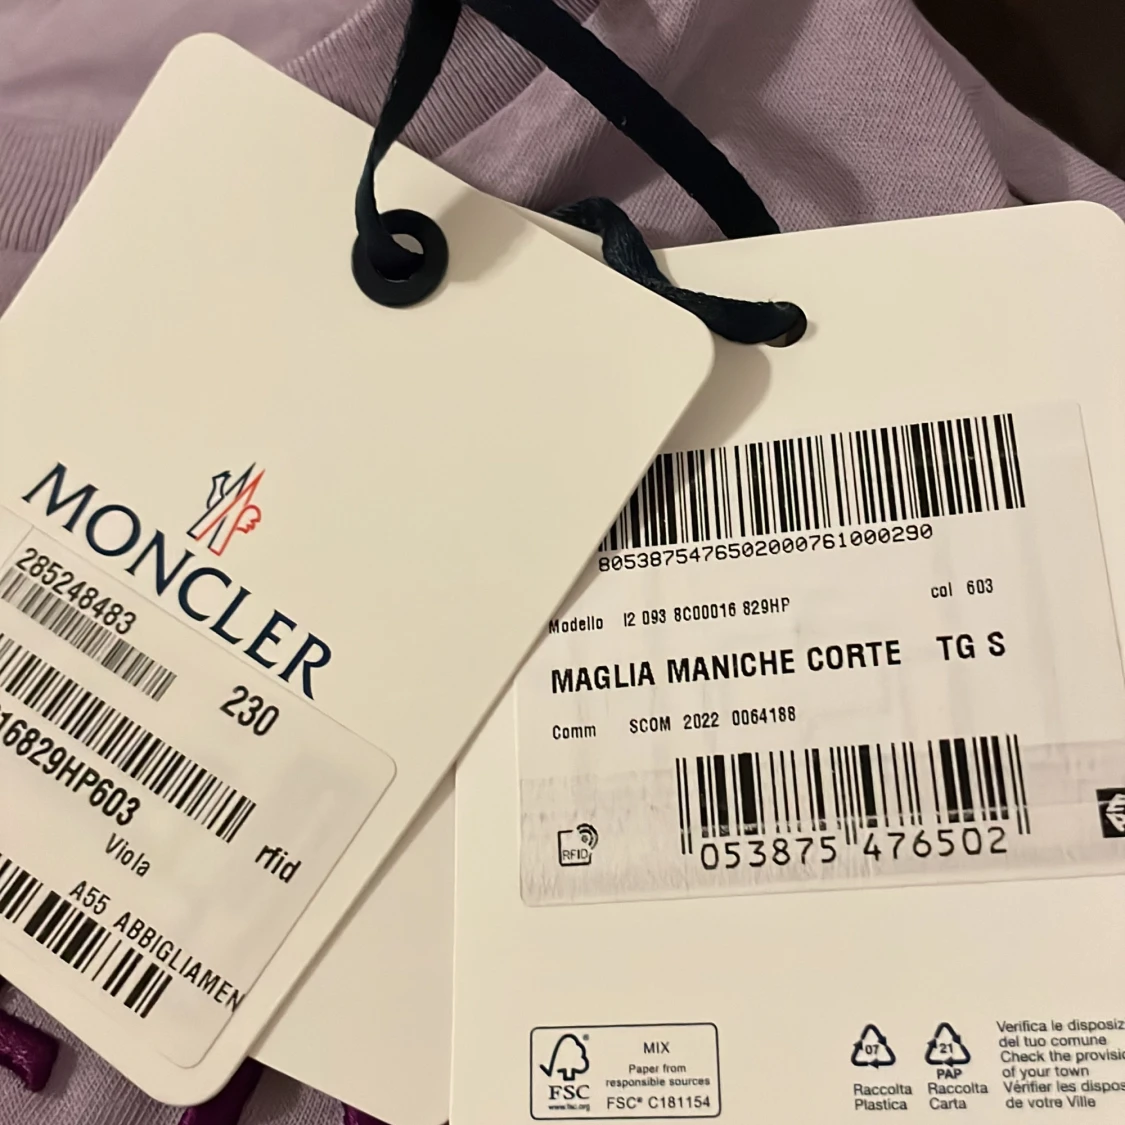 MONCLER
285248483
230
16829HP603
Viola
rfid
A55 ABBIGLIAMEN
8053875476502000761000290
Modello I2 093 8C00016 829HP col 603
MAGLIA MANICHE CORTE TG S
Comm SCOM 2022 0064188
RFID
053875 476502
FSC
www.fsc.org
MIX
Paper from
responsible sources
FSC® C181154
07
Raccolta
Plastica
21
PAP
Raccolta
Carta
Verifica le disposiz
del tuo comune
Check the provisio
of your town
Vérifier les dispos
de votre Ville